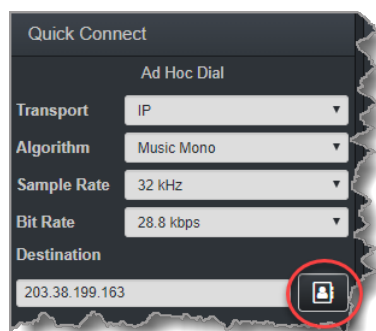 Quick Connect
Ad Hoc Dial
Transport IP
Algorithm Music Mono
Sample Rate 32 kHz
Bit Rate 28.8 kbps
Destination
203.38.199.163